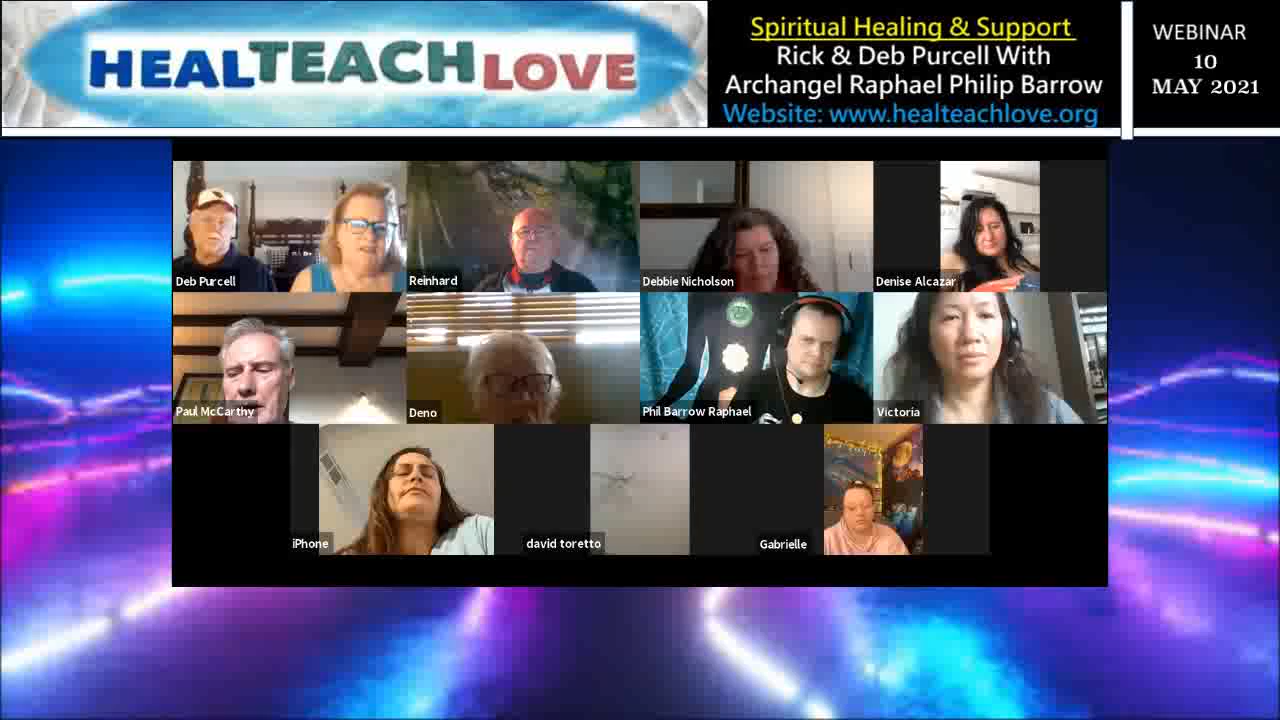 HEALTEACHLOVE
Spiritual Healing & Support
Rick & Deb Purcell With
Archangel Raphael Philip Barrow
Website: www.healteachlove.org
WEBINAR
10
MAY 2021
Deb Purcell
Reinhard
Debbie Nicholson
Denise Alcazar
Paul McCarthy
Deno
Phil Barrow Raphael
Victoria
iPhone
david toretto
Gabrielle